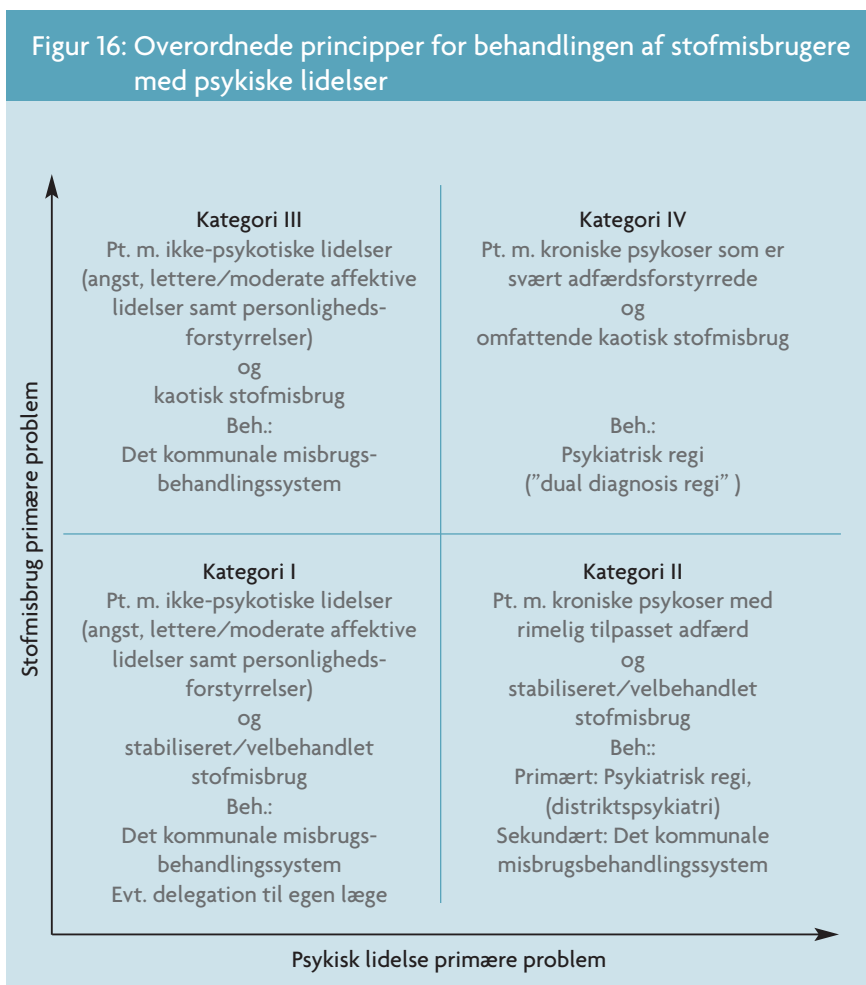 Figur 16: Overordnede principper for behandlingen af stofmisbrugere
med psykiske lidelser
Stofmisbrug primære problem
Kategori III
Pt. m. ikke-psykotiske lidelser
(angst, lettere/moderate affektive
lidelser samt personligheds-
forstyrrelser)
og
kaotisk stofmisbrug
Beh.:
Det kommunale misbrugs-
behandlingssystem
Kategori IV
Pt. m. kroniske psykoser som er
svært adfærdsforstyrrede
og
omfattende kaotisk stofmisbrug
Beh.:
Psykiatrisk regi
("dual diagnosis regi" )
Kategori I
Pt. m. ikke-psykotiske lidelser
(angst, lettere/moderate affektive
lidelser samt personligheds-
forstyrrelser)
og
stabiliseret/velbehandlet
stofmisbrug
Beh.:
Det kommunale misbrugs-
behandlingssystem
Evt. delegation til egen læge
Kategori II
Pt. m. kroniske psykoser med
rimelig tilpasset adfærd
og
stabiliseret/velbehandlet
stofmisbrug
Beh::
Primært: Psykiatrisk regi,
(distriktspsykiatri)
Sekundært: Det kommunale
misbrugsbehandlingssystem
Psykisk lidelse primære problem